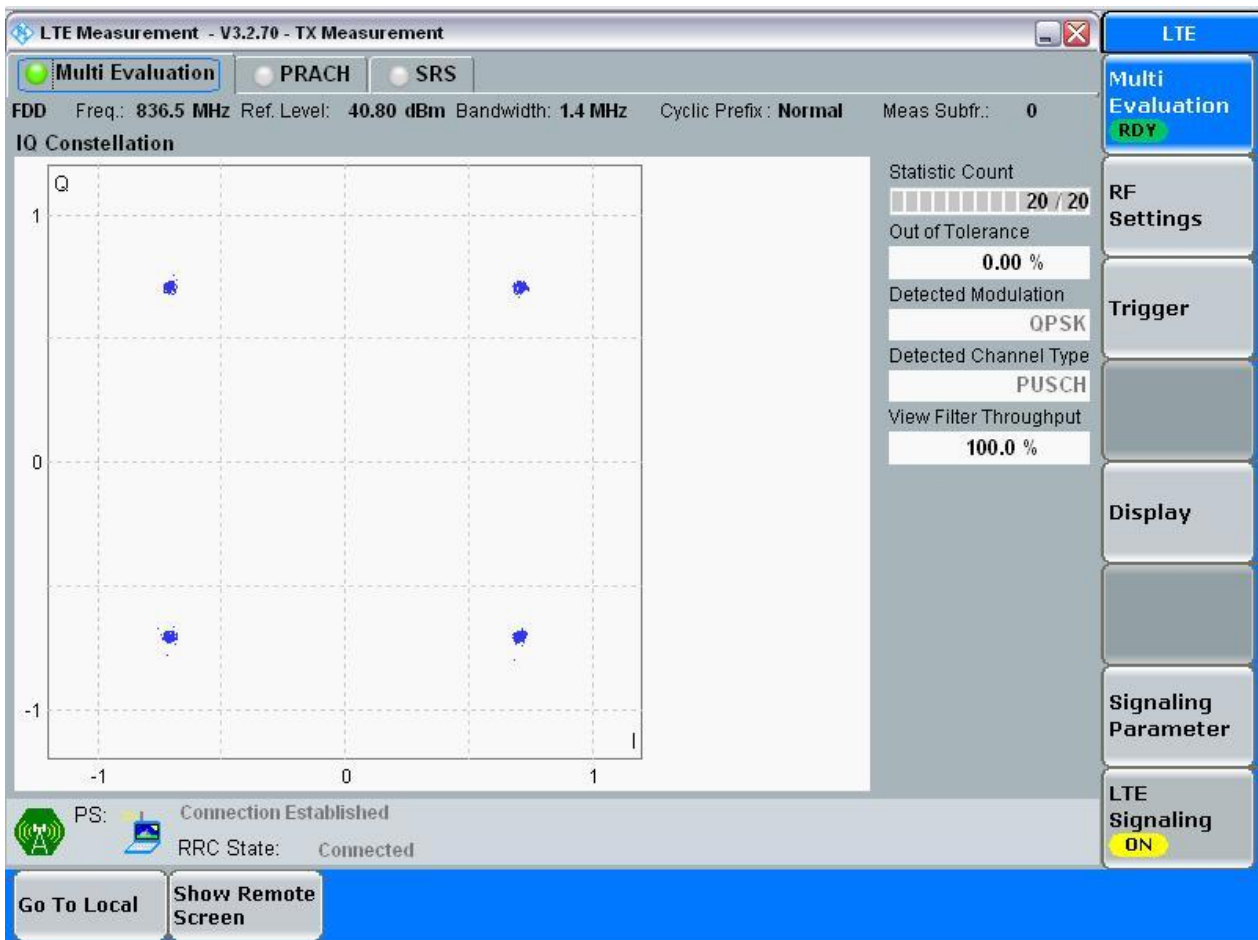 LTE Measurement - V3.2.70 - TX Measurement
LTE
Multi Evaluation PRACH SRS
FDD Freq.: 836.5 MHz Ref. Level: 40.80 dBm Bandwidth: 1.4 MHz Cyclic Prefix : Normal Meas Subfr.: 0
IQ Constellation
Q
1
0
-1
I
-1 0 1
Statistic Count
20 / 20
Out of Tolerance
0.00 %
Detected Modulation
QPSK
Detected Channel Type
PUSCH
View Filter Throughput
100.0 %
Multi
Evaluation
RDY
RF
Settings
Trigger
Display
Signaling
Parameter
LTE
Signaling
ON
PS: Connection Established
RRC State: Connected
Go To Local
Show Remote
Screen